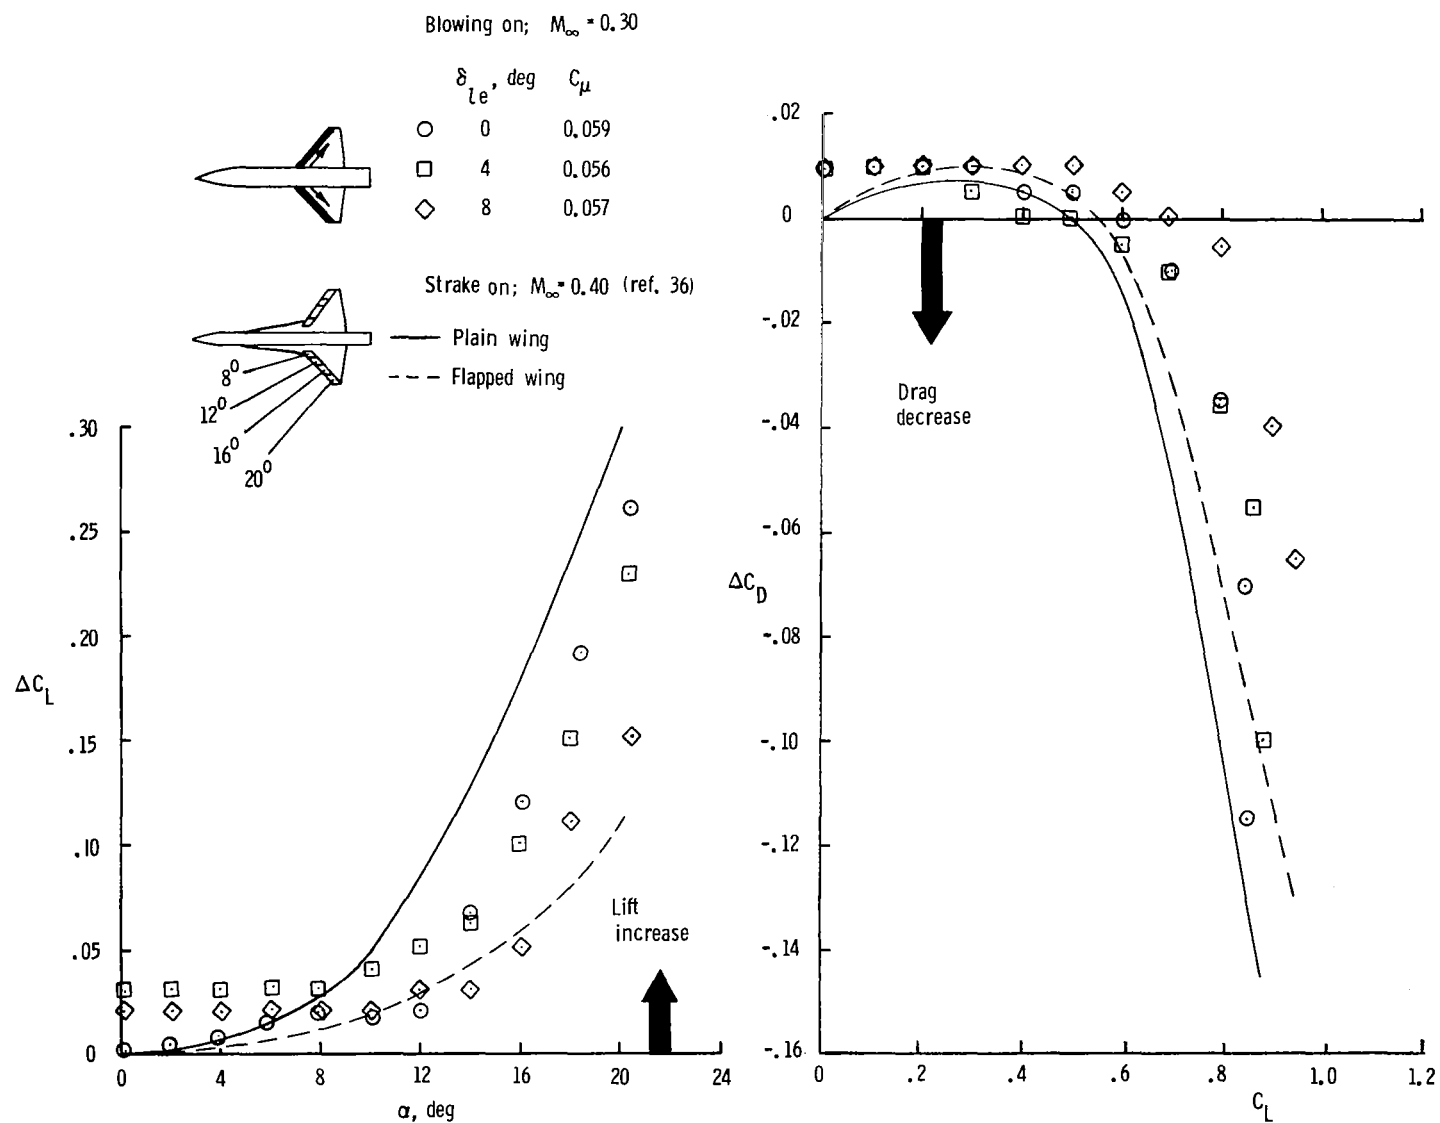 Blowing on; M∞ = 0.30
δle, deg Cμ
0 0.059
4 0.056
8 0.057
Strake on; M∞ = 0.40 (ref. 36)
Plain wing
Flapped wing
8°
12°
16°
20°
.30
.25
.20
.15
.10
.05
0
ΔCL
0 4 8 12 16 20 24
α, deg
Lift
increase
.02
0
-.02
-.04
-.06
-.08
-.10
-.12
-.14
-.16
ΔCD
Drag
decrease
0 .2 .4 .6 .8 1.0 1.2
CL